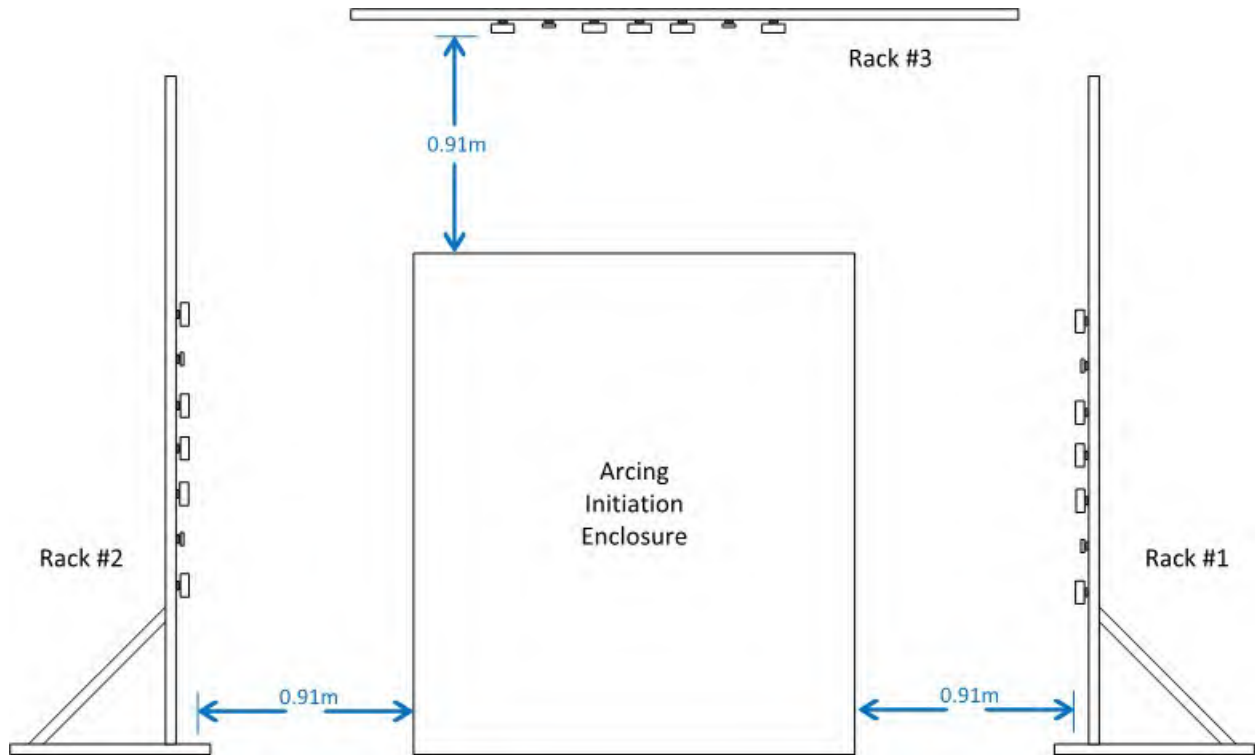 Rack #3
0.91m
Arcing
Initiation
Enclosure
Rack #2
Rack #1
0.91m
0.91m